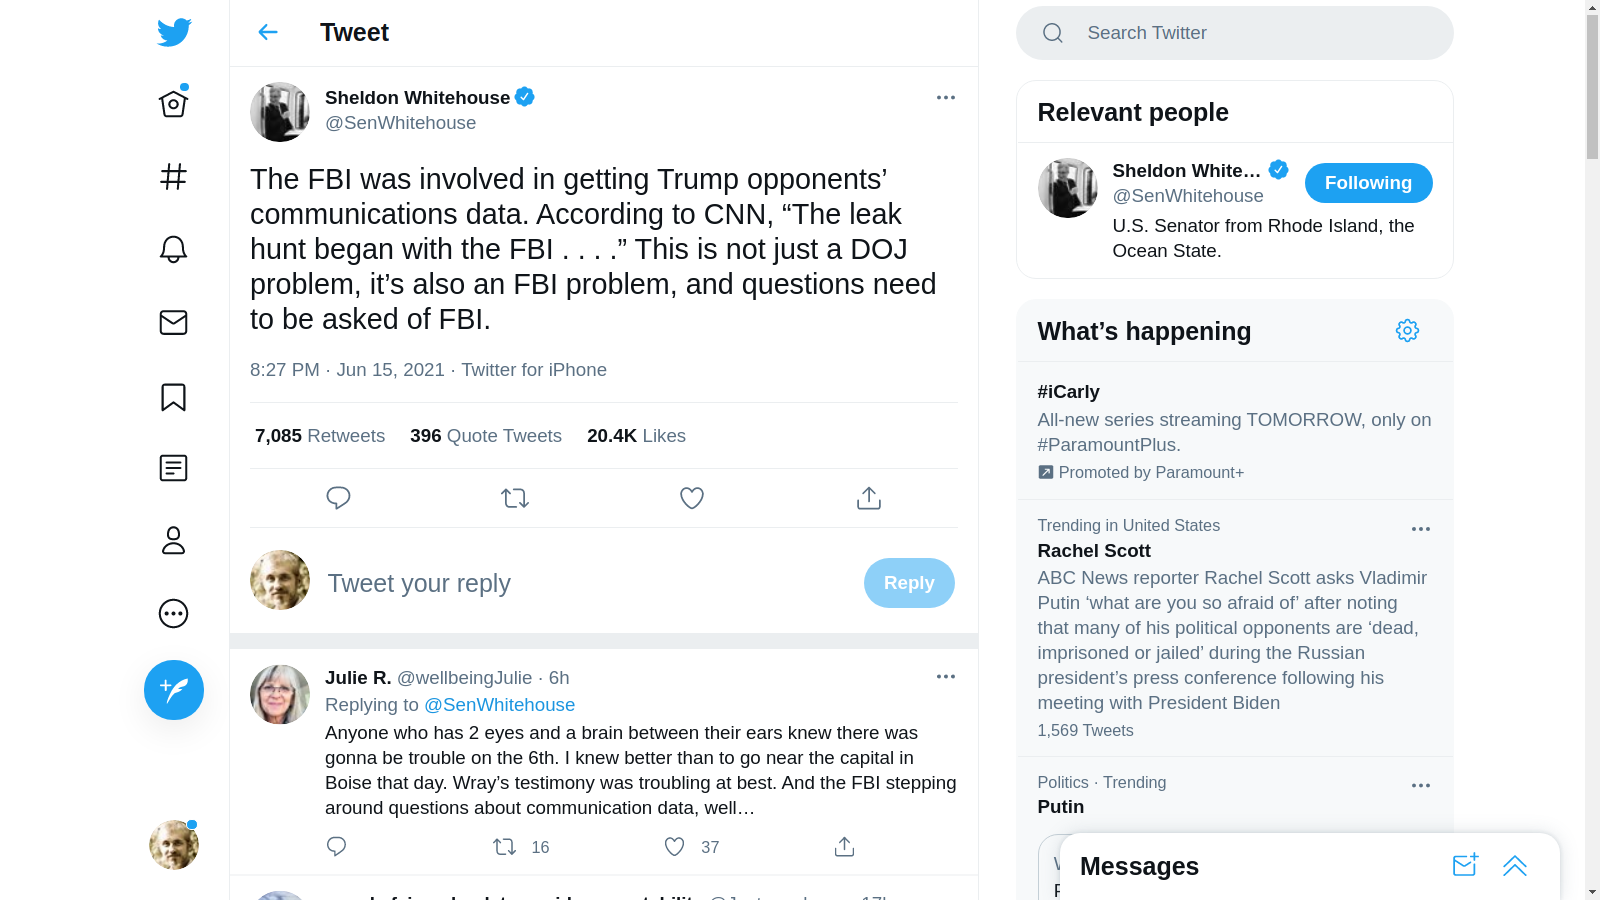 Tweet
Sheldon Whitehouse
@SenWhitehouse
The FBI was involved in getting Trump opponents’
communications data. According to CNN, “The leak
hunt began with the FBI . . . .” This is not just a DOJ
problem, it’s also an FBI problem, and questions need
to be asked of FBI.
8:27 PM · Jun 15, 2021 · Twitter for iPhone
7,085 Retweets 396 Quote Tweets 20.4K Likes
Tweet your reply
Reply
Julie R. @wellbeingJulie · 6h
Replying to @SenWhitehouse
Anyone who has 2 eyes and a brain between their ears knew there was
gonna be trouble on the 6th. I knew better than to go near the capital in
Boise that day. Wray’s testimony was troubling at best. And the FBI stepping
around questions about communication data, well…
16 37
Search Twitter
Relevant people
Sheldon White…
@SenWhitehouse
Following
U.S. Senator from Rhode Island, the
Ocean State.
What’s happening
#iCarly
All-new series streaming TOMORROW, only on
#ParamountPlus.
Promoted by Paramount+
Trending in United States
Rachel Scott
ABC News reporter Rachel Scott asks Vladimir
Putin ‘what are you so afraid of’ after noting
that many of his political opponents are ‘dead,
imprisoned or jailed’ during the Russian
president’s press conference following his
meeting with President Biden
1,569 Tweets
Politics · Trending
Putin
Messages